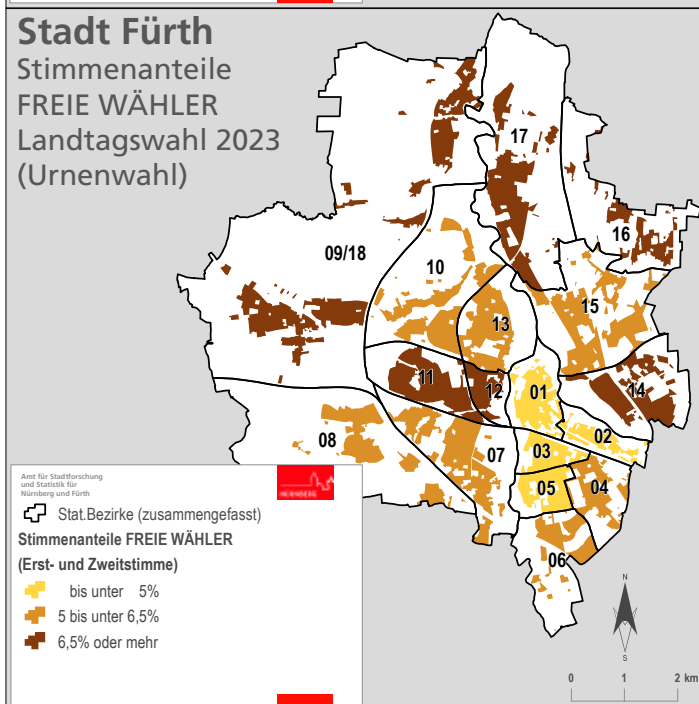 Stadt Fürth
Stimmenanteile
FREIE WÄHLER
Landtagswahl 2023
(Urnenwahl)
17
16
09/18
10
15
13
11
12
01
14
02
08
03
07
05
04
06
Amt für Stadtforschung
und Statistik für
Nürnberg und Fürth
NÜRNBERG
Stat.Bezirke (zusammengefasst)
Stimmenanteile FREIE WÄHLER
(Erst- und Zweitstimme)
bis unter 5%
5 bis unter 6,5%
6,5% oder mehr
N
S
0 1 2 km